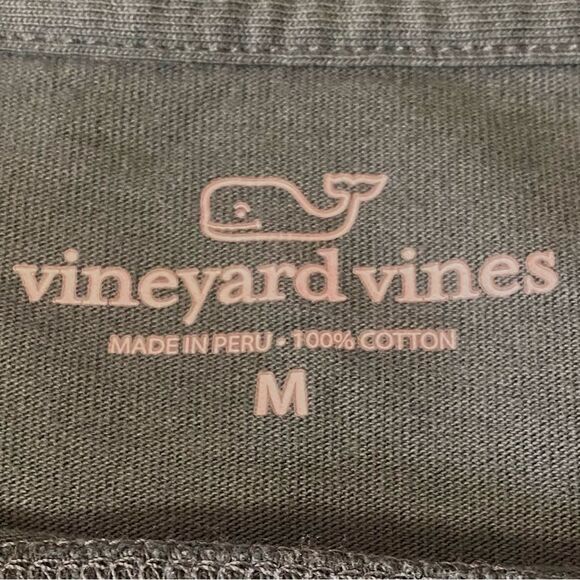 vineyard vines
MADE IN PERU • 100% COTTON
M